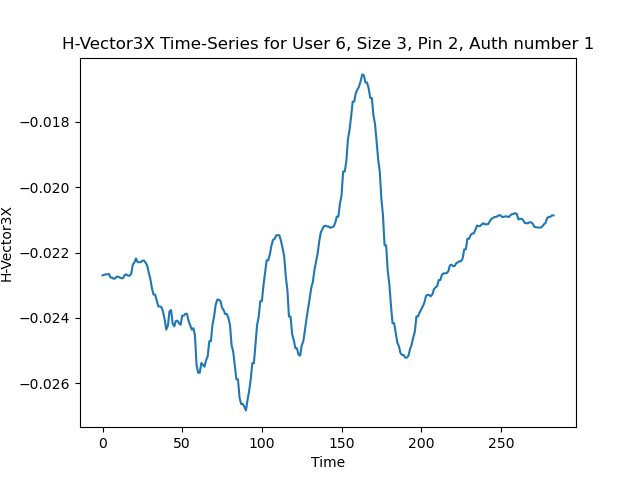 H-Vector3X Time-Series for User 6, Size 3, Pin 2, Auth number 1
−0.018
−0.020
−0.022
−0.024
−0.026
H-Vector3X
0 50 100 150 200 250
Time